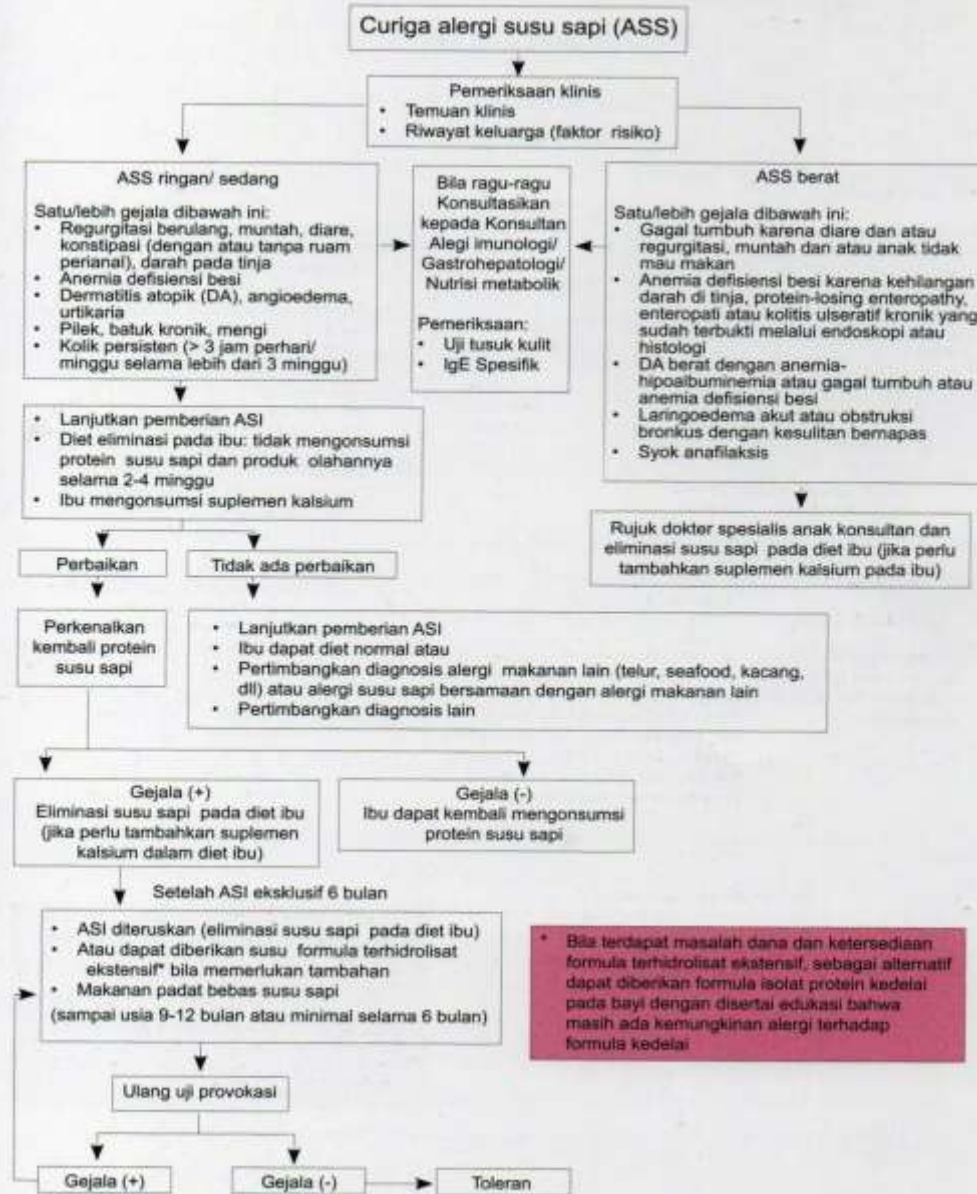 Curiga alergi susu sapi (ASS)
Pemeriksaan klinis
• Temuan klinis
• Riwayat keluarga (faktor risiko)
ASS ringan/ sedang
Satu/lebih gejala dibawah ini:
• Regurgitasi berulang, muntah, diare,
konstipasi (dengan atau tanpa ruam
perianal), darah pada tinja
• Anemia defisiensi besi
• Dermatitis atopik (DA), angioedema,
urtikaria
• Pilek, batuk kronik, mengi
• Kolik persisten (> 3 jam perhari/
minggu selama lebih dari 3 minggu)
Bila ragu-ragu
Konsultasikan
kepada Konsultan
Alegi imunologi/
Gastrohepatologi/
Nutrisi metabolik
Pemeriksaan:
• Uji tusuk kulit
• IgE Spesifik
ASS berat
Satu/lebih gejala dibawah ini:
• Gagal tumbuh karena diare dan atau
regurgitasi, muntah dan atau anak tidak
mau makan
• Anemia defisiensi besi karena kehilangan
darah di tinja, protein-losing enteropathy,
enteropati atau kolitis ulseratif kronik yang
sudah terbukti melalui endoskopi atau
histologi
• DA berat dengan anemia-
hipoalbuminemia atau gagal tumbuh atau
anemia defisiensi besi
• Laringoedema akut atau obstruksi
bronkus dengan kesulitan bernapas
• Syok anafilaksis
• Lanjutkan pemberian ASI
• Diet eliminasi pada ibu: tidak mengonsumsi
protein susu sapi dan produk olahannya
selama 2-4 minggu
• Ibu mengonsumsi suplemen kalsium
Rujuk dokter spesialis anak konsultan dan
eliminasi susu sapi pada diet ibu (jika perlu
tambahkan suplemen kalsium pada ibu)
Perbaikan
Tidak ada perbaikan
Perkenalkan
kembali protein
susu sapi
• Lanjutkan pemberian ASI
• Ibu dapat diet normal atau
• Pertimbangkan diagnosis alergi makanan lain (telur, seafood, kacang,
dll) atau alergi susu sapi bersamaan dengan alergi makanan lain
• Pertimbangkan diagnosis lain
Gejala (+)
Eliminasi susu sapi pada diet ibu
(jika perlu tambahkan suplemen
kalsium dalam diet ibu)
Gejala (-)
Ibu dapat kembali mengonsumsi
protein susu sapi
Setelah ASI eksklusif 6 bulan
• ASI diteruskan (eliminasi susu sapi pada diet ibu)
• Atau dapat diberikan susu formula terhidrolisat
ekstensif* bila memerlukan tambahan
• Makanan padat bebas susu sapi
(sampai usia 9-12 bulan atau minimal selama 6 bulan)
* Bila terdapat masalah dana dan ketersediaan
formula terhidrolisat ekstensif, sebagai alternatif
dapat diberikan formula isolat protein kedelai
pada bayi dengan disertai edukasi bahwa
masih ada kemungkinan alergi terhadap
formula kedelai
Ulang uji provokasi
Gejala (+)
Gejala (-)
Toleran